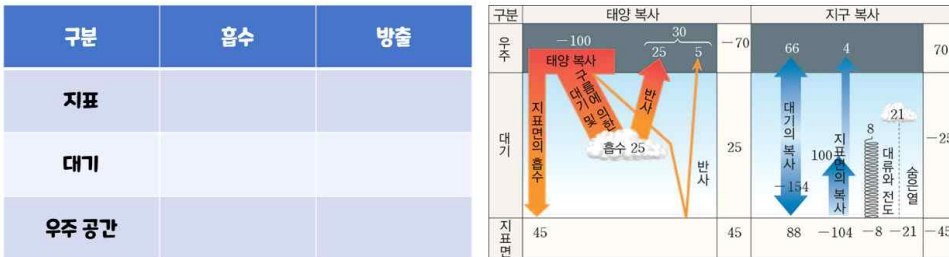 구분 흡수 방출
지표
대기
우주 공간
구분 태양 복사 지구 복사
우주 -100 30 -70 66 4 70
태양 복사 25 5
대기 지표면의 흡수 대기 및 구름에 의한 반사 흡수 25 반사 25 대기의 복사 -154 100 지표면의 복사 8 대류와 전도 21 숨은열 -25
지표면 45 45 88 -104 -8 -21 -45